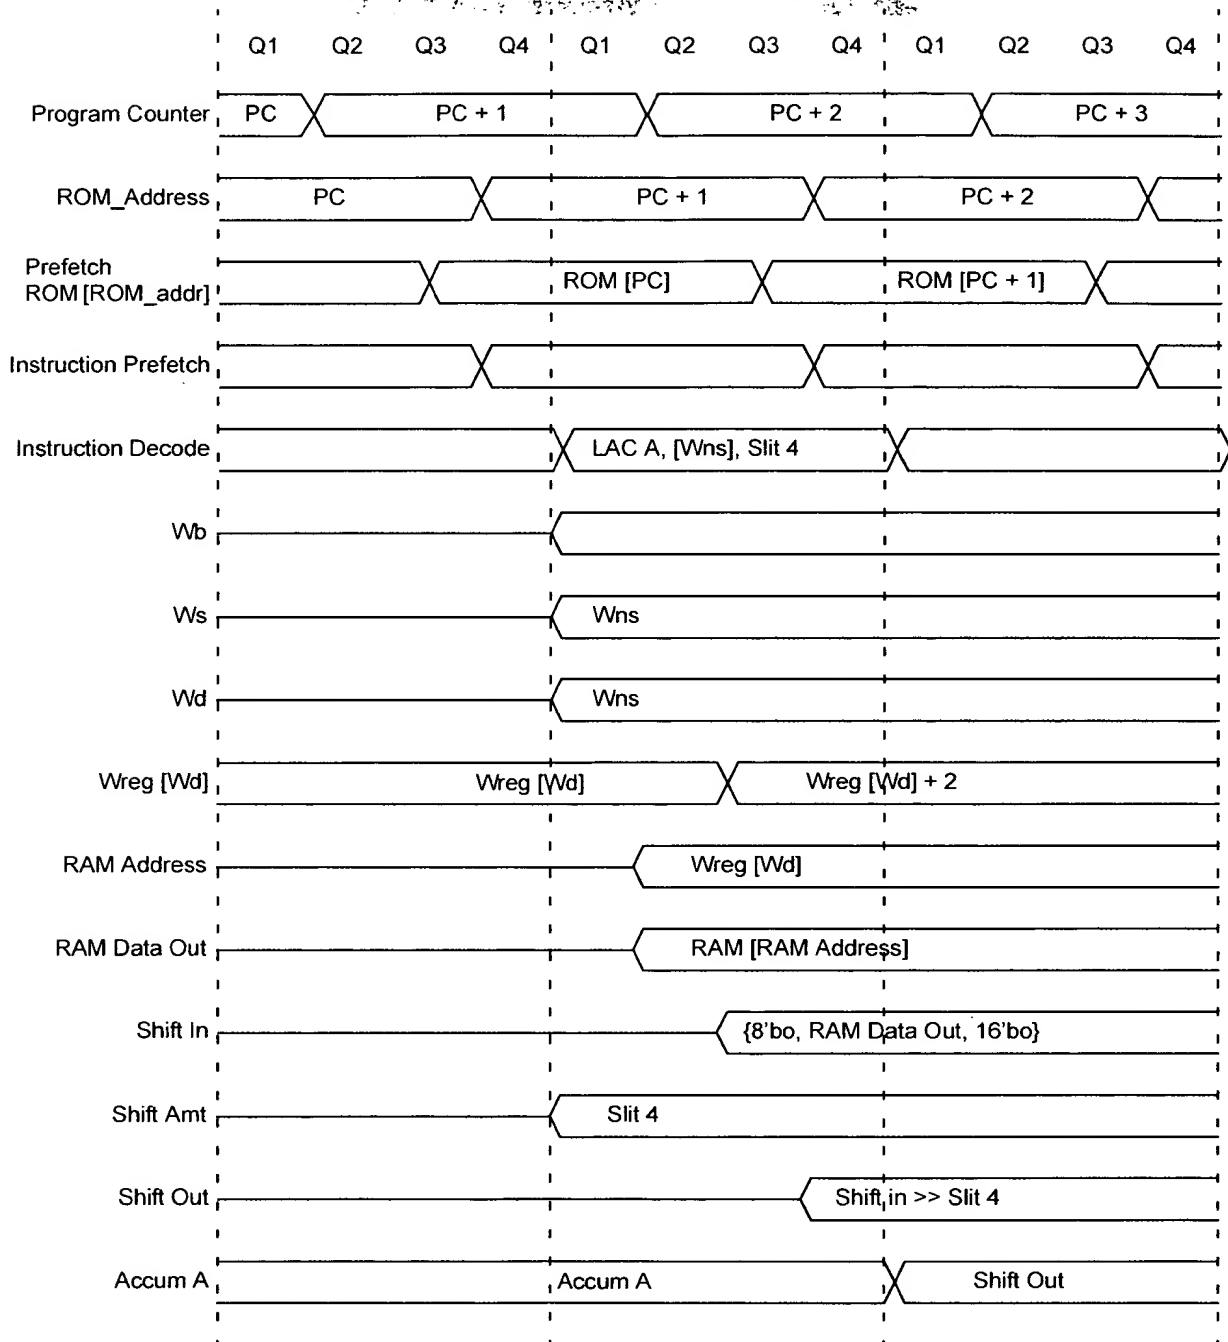 Q1 Q2 Q3 Q4 Q1 Q2 Q3 Q4 Q1 Q2 Q3 Q4
Program Counter PC PC + 1 PC + 2 PC + 3
ROM_Address PC PC + 1 PC + 2
Prefetch
ROM [ROM_addr] ROM [PC] ROM [PC + 1]
Instruction Prefetch
Instruction Decode LAC A, [Wns], Slit 4
Wb
Ws Wns
Wd Wns
Wreg [Wd] Wreg [Wd] Wreg [Wd] + 2
RAM Address Wreg [Wd]
RAM Data Out RAM [RAM Address]
Shift In {8'bo, RAM Data Out, 16'bo}
Shift Amt Slit 4
Shift Out Shift in >> Slit 4
Accum A Accum A Shift Out